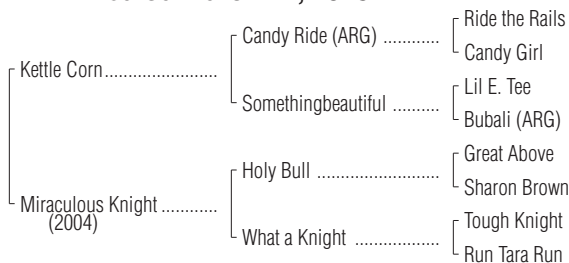 Ride the Rails
Candy Ride (ARG) ............
Candy Girl
Kettle Corn........................
Lil E. Tee
Somethingbeautiful ..........
Bubali (ARG)
Great Above
Holy Bull ..........................
Sharon Brown
Miraculous Knight ............
(2004)
Tough Knight
What a Knight ..................
Run Tara Run